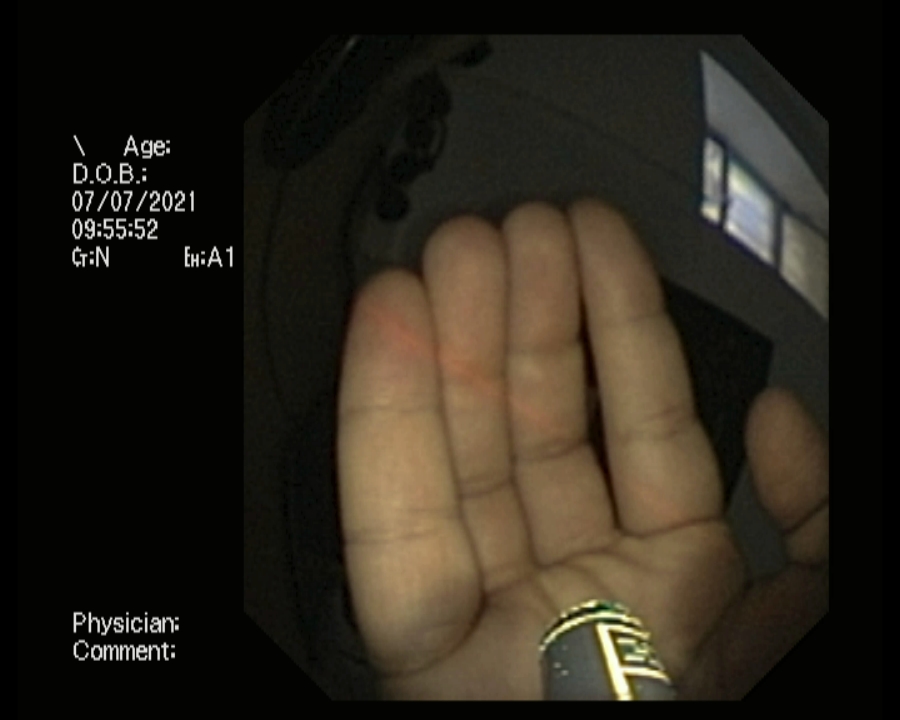 \ Age:
D.O.B.:
07/07/2021
09:55:52
Cr:N EH:A1
Physician:
Comment: